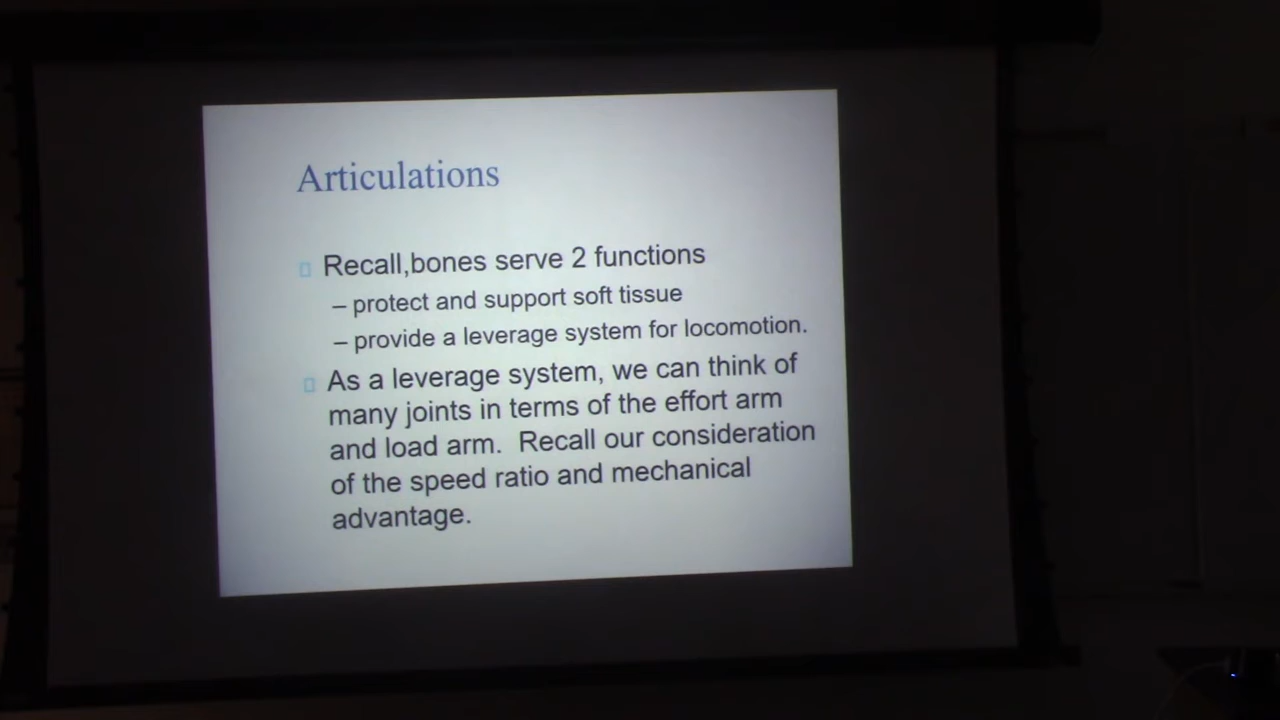 Articulations
Recall,bones serve 2 functions
– protect and support soft tissue
– provide a leverage system for locomotion.
As a leverage system, we can think of
many joints in terms of the effort arm
and load arm.  Recall our consideration
of the speed ratio and mechanical
advantage.